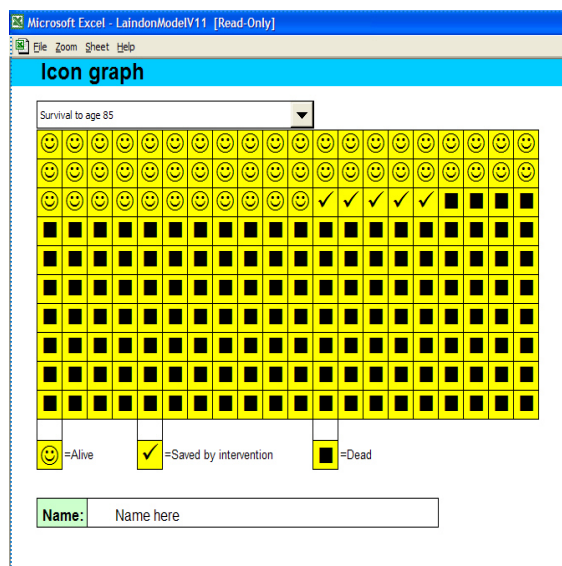 Microsoft Excel - LaindonModelV11 [Read-Only]
File Zoom Sheet Help
Icon graph
Survival to age 85
=Alive =Saved by intervention =Dead
Name: Name here